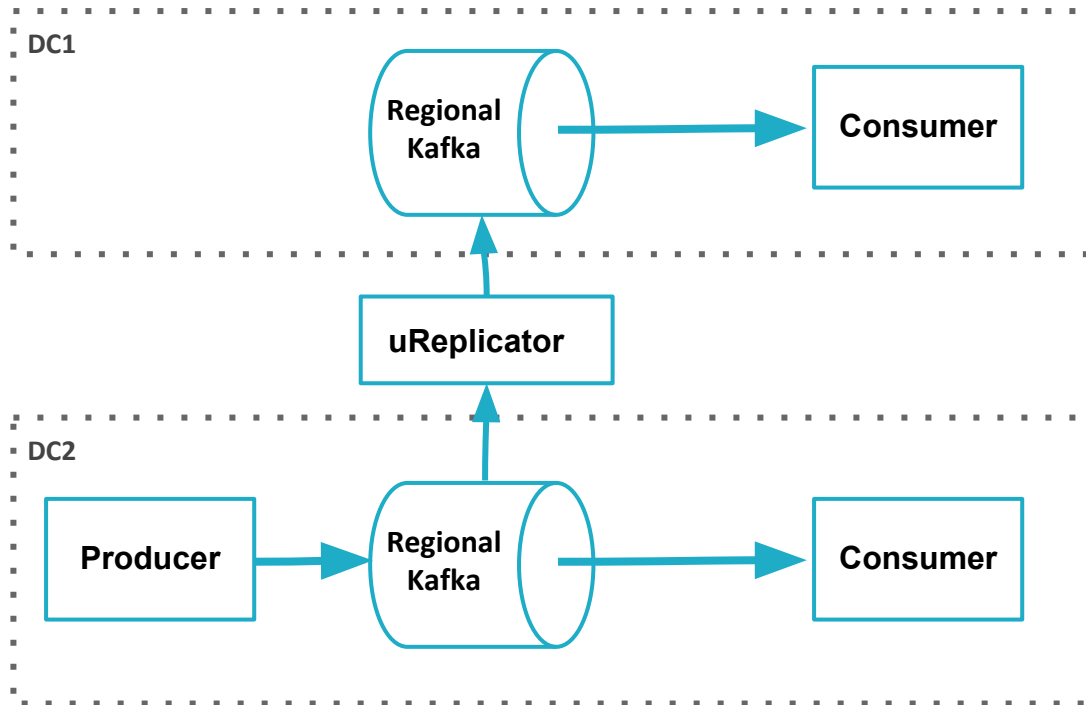 DC1
Regional
Kafka
Consumer
uReplicator
DC2
Producer
Regional
Kafka
Consumer